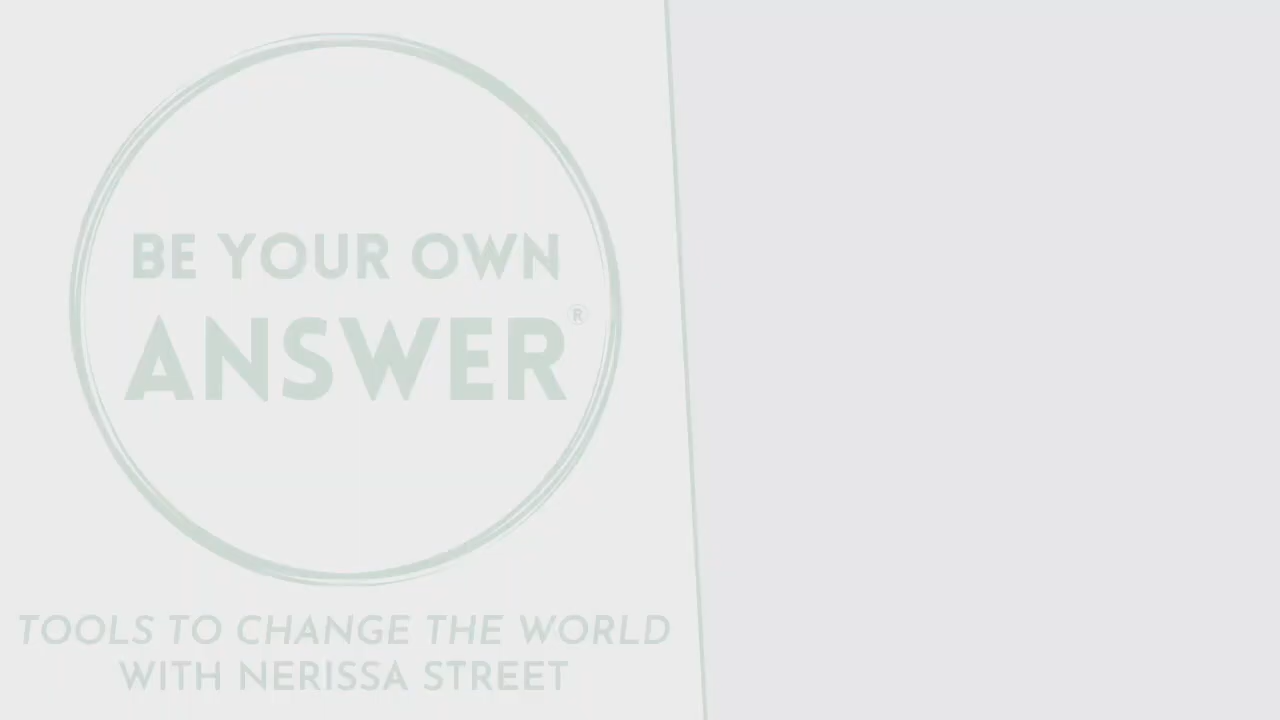 BE YOUR OWN
ANSWER®
TOOLS TO CHANGE THE WORLD
WITH NERISSA STREET